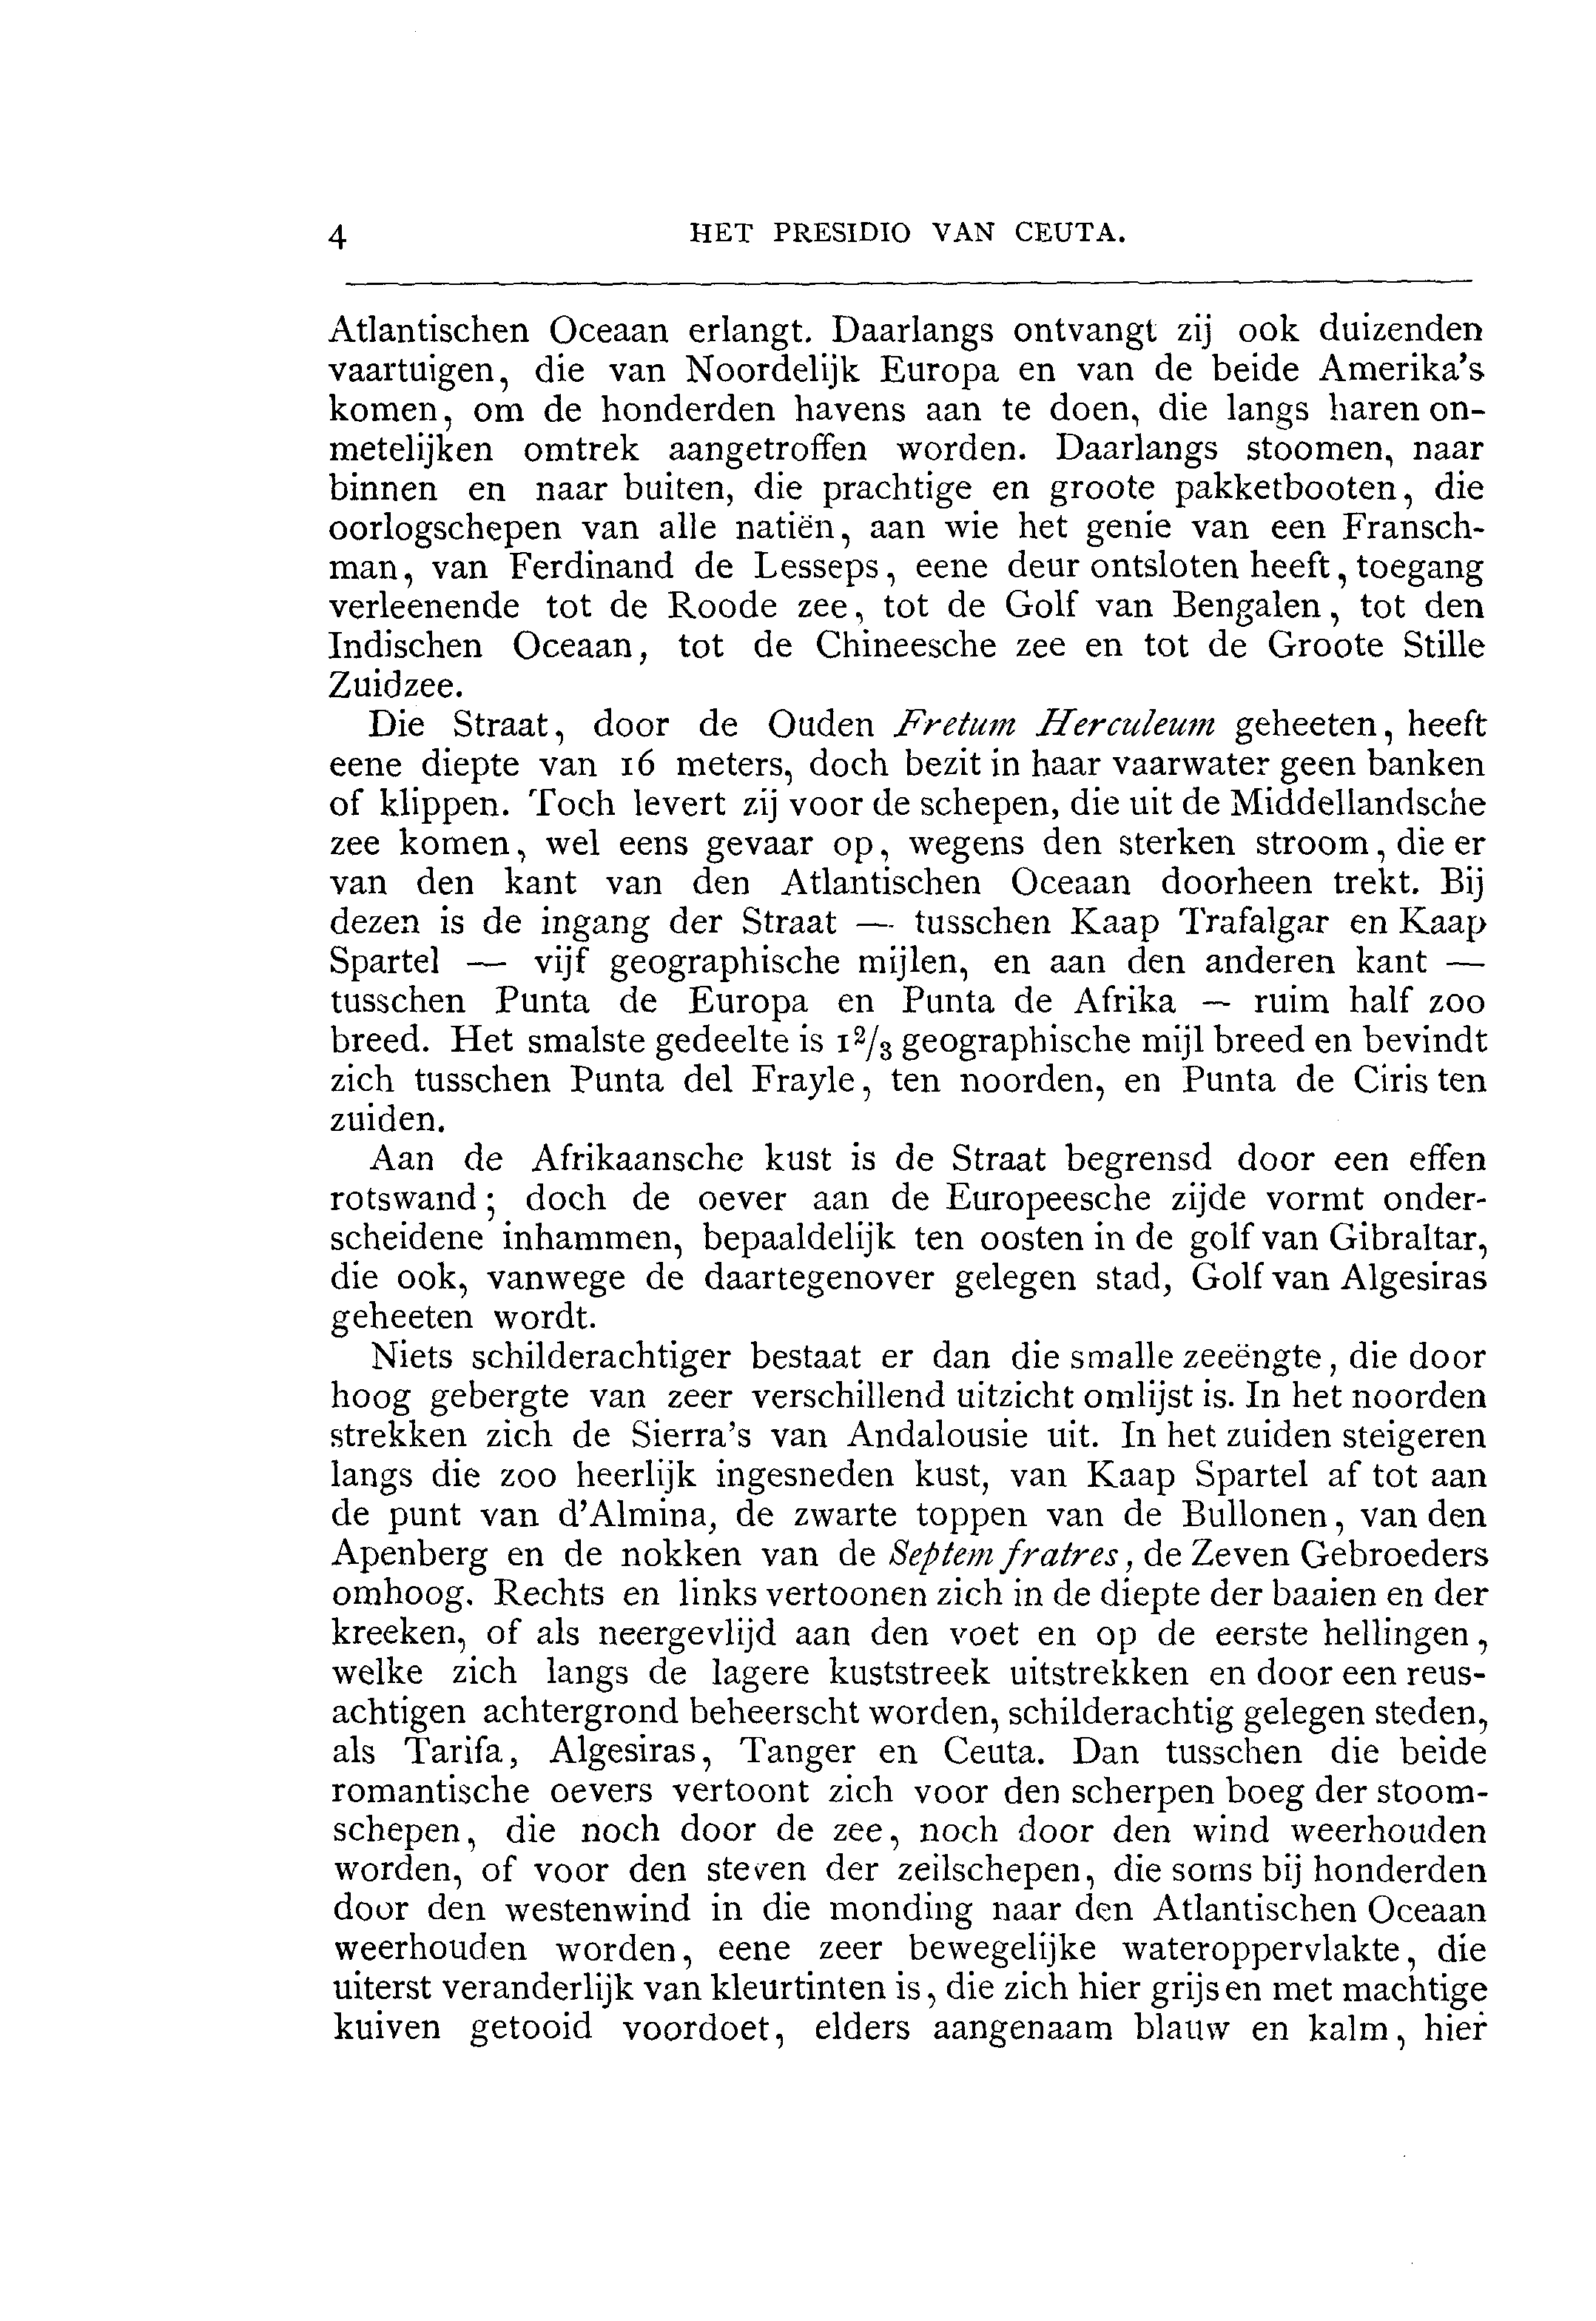 4 HET PRESIDIO VAN CEUTA.
Atlantischen Oceaan erlangt. Daarlangs ontvangt zij ook duizenden
vaartuigen, die van Noordelijk Europa en van de beide Amerika's
komen, om de honderden havens aan te doen, die langs haren on-
metelijken omtrek aangetroffen worden. Daarlangs stoomen, naar
binnen en naar buiten, die prachtige en groote pakketbooten, die
oorlogschepen van alle natiën, aan wie het genie van een Fransch-
man, van Ferdinand de Lesseps, eene deur ontsloten heeft, toegang
verleenende tot de Roode zee, tot de Golf van Bengalen, tot den
Indischen Oceaan, tot de Chineesche zee en tot de Groote Stille
Zuidzee.
Die Straat, door de Ouden Fretum Herculeum geheeten, heeft
eene diepte van 16 meters, doch bezit in haar vaarwater geen banken
of klippen. Toch levert zij voor de schepen, die uit de Middellandsche
zee komen, wel eens gevaar op, wegens den sterken stroom, die er
van den kant van den Atlantischen Oceaan doorheen trekt. Bij
dezen is de ingang der Straat — tusschen Kaap Trafalgar en Kaap
Spartel — vijf geographische mijlen, en aan den anderen kant —
tusschen Punta de Europa en Punta de Afrika — ruim half zoo
breed. Het smalste gedeelte is 1 2/3 geographische mijl breed en bevindt
zich tusschen Punta del Frayle, ten noorden, en Punta de Ciris ten
zuiden.
Aan de Afrikaansche kust is de Straat begrensd door een effen
rotswand; doch de oever aan de Europeesche zijde vormt onder-
scheidene inhammen, bepaaldelijk ten oosten in de golf van Gibraltar,
die ook, vanwege de daartegenover gelegen stad, Golf van Algesiras
geheeten wordt.
Niets schilderachtiger bestaat er dan die smalle zeeëngte, die door
hoog gebergte van zeer verschillend uitzicht omlijst is. In het noorden
strekken zich de Sierra's van Andalousie uit. In het zuiden steigeren
langs die zoo heerlijk ingesneden kust, van Kaap Spartel af tot aan
de punt van d'Almina, de zwarte toppen van de Bullonen, van den
Apenberg en de nokken van de Septem fratres, de Zeven Gebroeders
omhoog. Rechts en links vertoonen zich in de diepte der baaien en der
kreeken, of als neergevlijd aan den voet en op de eerste hellingen,
welke zich langs de lagere kuststreek uitstrekken en door een reus-
achtigen achtergrond beheerscht worden, schilderachtig gelegen steden,
als Tarifa, Algesiras, Tanger en Ceuta. Dan tusschen die beide
romantische oevers vertoont zich voor den scherpen boeg der stoom-
schepen, die noch door de zee, noch door den wind weerhouden
worden, of voor den steven der zeilschepen, die soms bij honderden
door den westenwind in die monding naar den Atlantischen Oceaan
weerhouden worden, eene zeer bewegelijke wateroppervlakte, die
uiterst veranderlijk van kleurtinten is, die zich hier grijs en met machtige
kuiven getooid voordoet, elders aangenaam blauw en kalm, hier